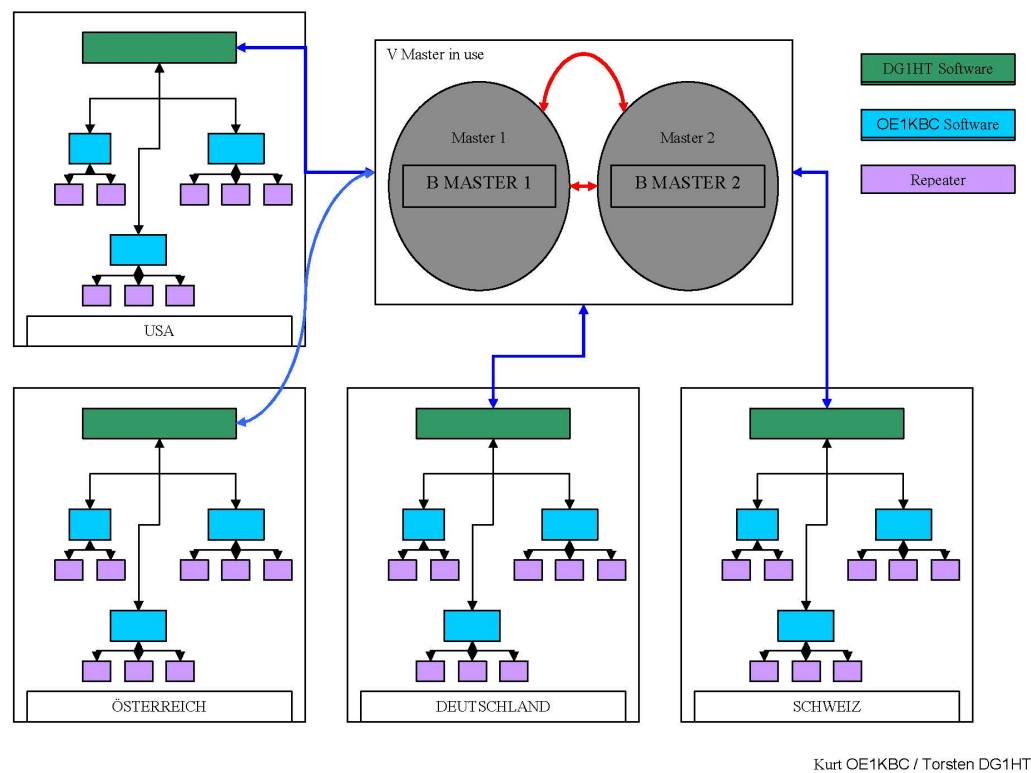 V Master in use
Master 1
Master 2
B MASTER 1
B MASTER 2
DG1HT Software
OE1KBC Software
Repeater
USA
ÖSTERREICH
DEUTSCHLAND
SCHWEIZ
Kurt OE1KBC / Torsten DG1HT